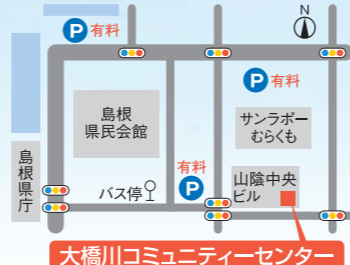 N
P 有料
P 有料
島根
県民会館
サンラポー
むらくも
島根県庁
有料
P
バス停
山陰中央
ビル
大橋川コミュニティーセンター